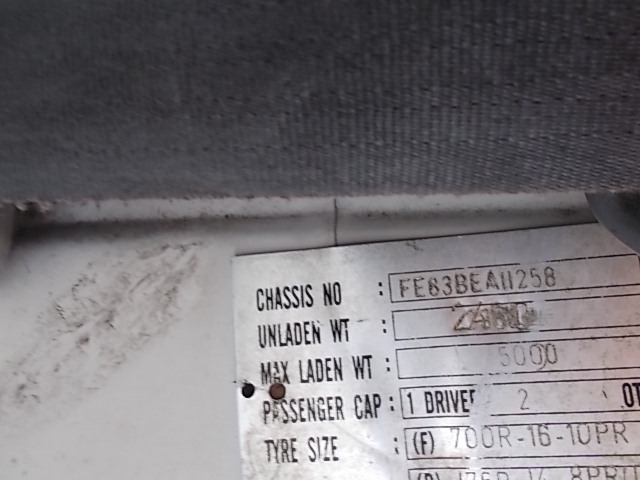 CHASSIS NO : FE83BEA11258
UNLADEN WT :
MAX LADEN WT : 5000
PASSENGER CAP : 1 DRIVER 2 OT
TYRE SIZE : (F) 700R-16-10PR